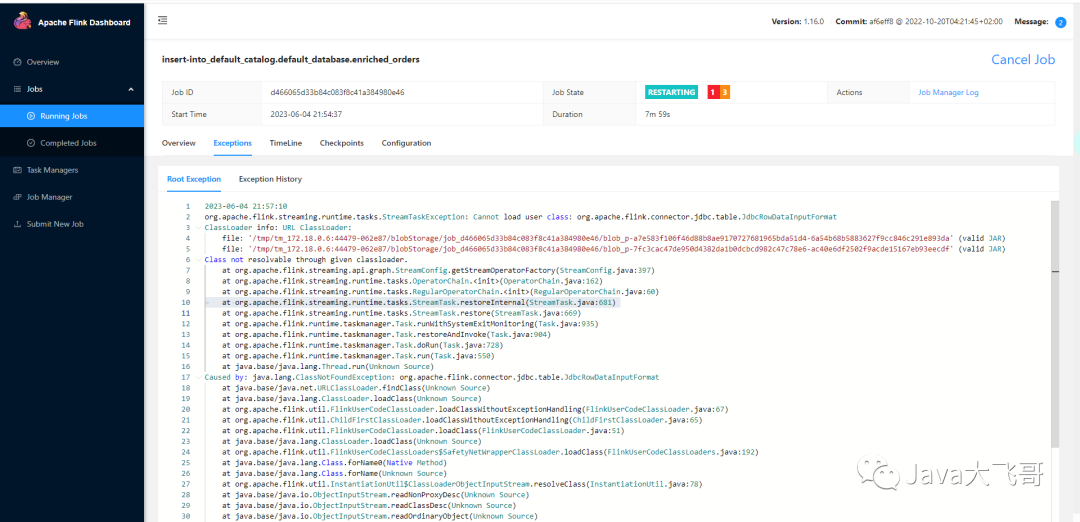 Apache Flink Dashboard
Version: 1.16.0 Commit: af6eff8 @ 2022-10-20T04:21:45+02:00 Message: 2
Overview
Jobs
Running Jobs
Completed Jobs
Task Managers
Job Manager
Submit New Job
insert-into_default_catalog.default_database.enriched_orders
Cancel Job
Job ID d466065d33b84c083f8c41a384980e46 Job State RESTARTING 1 3 Actions Job Manager Log
Start Time 2023-06-04 21:54:37 Duration 7m 59s
Overview Exceptions TimeLine Checkpoints Configuration
Root Exception Exception History
1 2023-06-04 21:57:10
2 org.apache.flink.streaming.runtime.tasks.StreamTaskException: Cannot load user class: org.apache.flink.connector.jdbc.table.JdbcRowDataInputFormat
3 ClassLoader info: URL ClassLoader:
4 file: '/tmp/tm_172.18.0.6:44479-062e87/blobStorage/job_d466065d33b84c083f8c41a384980e46/blob_p-a7e583f106f46d88b8ae9170727681965bda51d4-6a54b68b5883627f9cc846c291e893da' (valid JAR)
5 file: '/tmp/tm_172.18.0.6:44479-062e87/blobStorage/job_d466065d33b84c083f8c41a384980e46/blob_p-7fc3cac47de950d4382da1b0dcbcd982c47c78e6-ac40e6df2502f9acde15167eb93eecdf' (valid JAR)
6 Class not resolvable through given classloader.
7 at org.apache.flink.streaming.api.graph.StreamConfig.getStreamOperatorFactory(StreamConfig.java:397)
8 at org.apache.flink.streaming.runtime.tasks.OperatorChain.<init>(OperatorChain.java:162)
9 at org.apache.flink.streaming.runtime.tasks.RegularOperatorChain.<init>(RegularOperatorChain.java:60)
10 at org.apache.flink.streaming.runtime.tasks.StreamTask.restoreInternal(StreamTask.java:681)
11 at org.apache.flink.streaming.runtime.tasks.StreamTask.restore(StreamTask.java:669)
12 at org.apache.flink.runtime.taskmanager.Task.runWithSystemExitMonitoring(Task.java:935)
13 at org.apache.flink.runtime.taskmanager.Task.restoreAndInvoke(Task.java:904)
14 at org.apache.flink.runtime.taskmanager.Task.doRun(Task.java:728)
15 at org.apache.flink.runtime.taskmanager.Task.run(Task.java:550)
16 at java.base/java.lang.Thread.run(Unknown Source)
17 Caused by: java.lang.ClassNotFoundException: org.apache.flink.connector.jdbc.table.JdbcRowDataInputFormat
18 at java.base/java.net.URLClassLoader.findClass(Unknown Source)
19 at java.base/java.lang.ClassLoader.loadClass(Unknown Source)
20 at org.apache.flink.util.FlinkUserCodeClassLoader.loadClassWithoutExceptionHandling(FlinkUserCodeClassLoader.java:67)
21 at org.apache.flink.util.ChildFirstClassLoader.loadClassWithoutExceptionHandling(ChildFirstClassLoader.java:65)
22 at org.apache.flink.util.FlinkUserCodeClassLoader.loadClass(FlinkUserCodeClassLoader.java:51)
23 at java.base/java.lang.ClassLoader.loadClass(Unknown Source)
24 at org.apache.flink.util.FlinkUserCodeClassLoaders$SafetyNetWrapperClassLoader.loadClass(FlinkUserCodeClassLoaders.java:192)
25 at java.base/java.lang.Class.forName0(Native Method)
26 at java.base/java.lang.Class.forName(Unknown Source)
27 at org.apache.flink.util.InstantiationUtil$ClassLoaderObjectInputStream.resolveClass(InstantiationUtil.java:78)
28 at java.base/java.io.ObjectInputStream.readNonProxyDesc(Unknown Source)
29 at java.base/java.io.ObjectInputStream.readClassDesc(Unknown Source)
30 at java.base/java.io.ObjectInputStream.readOrdinaryObject(Unknown Source)
Java大飞哥